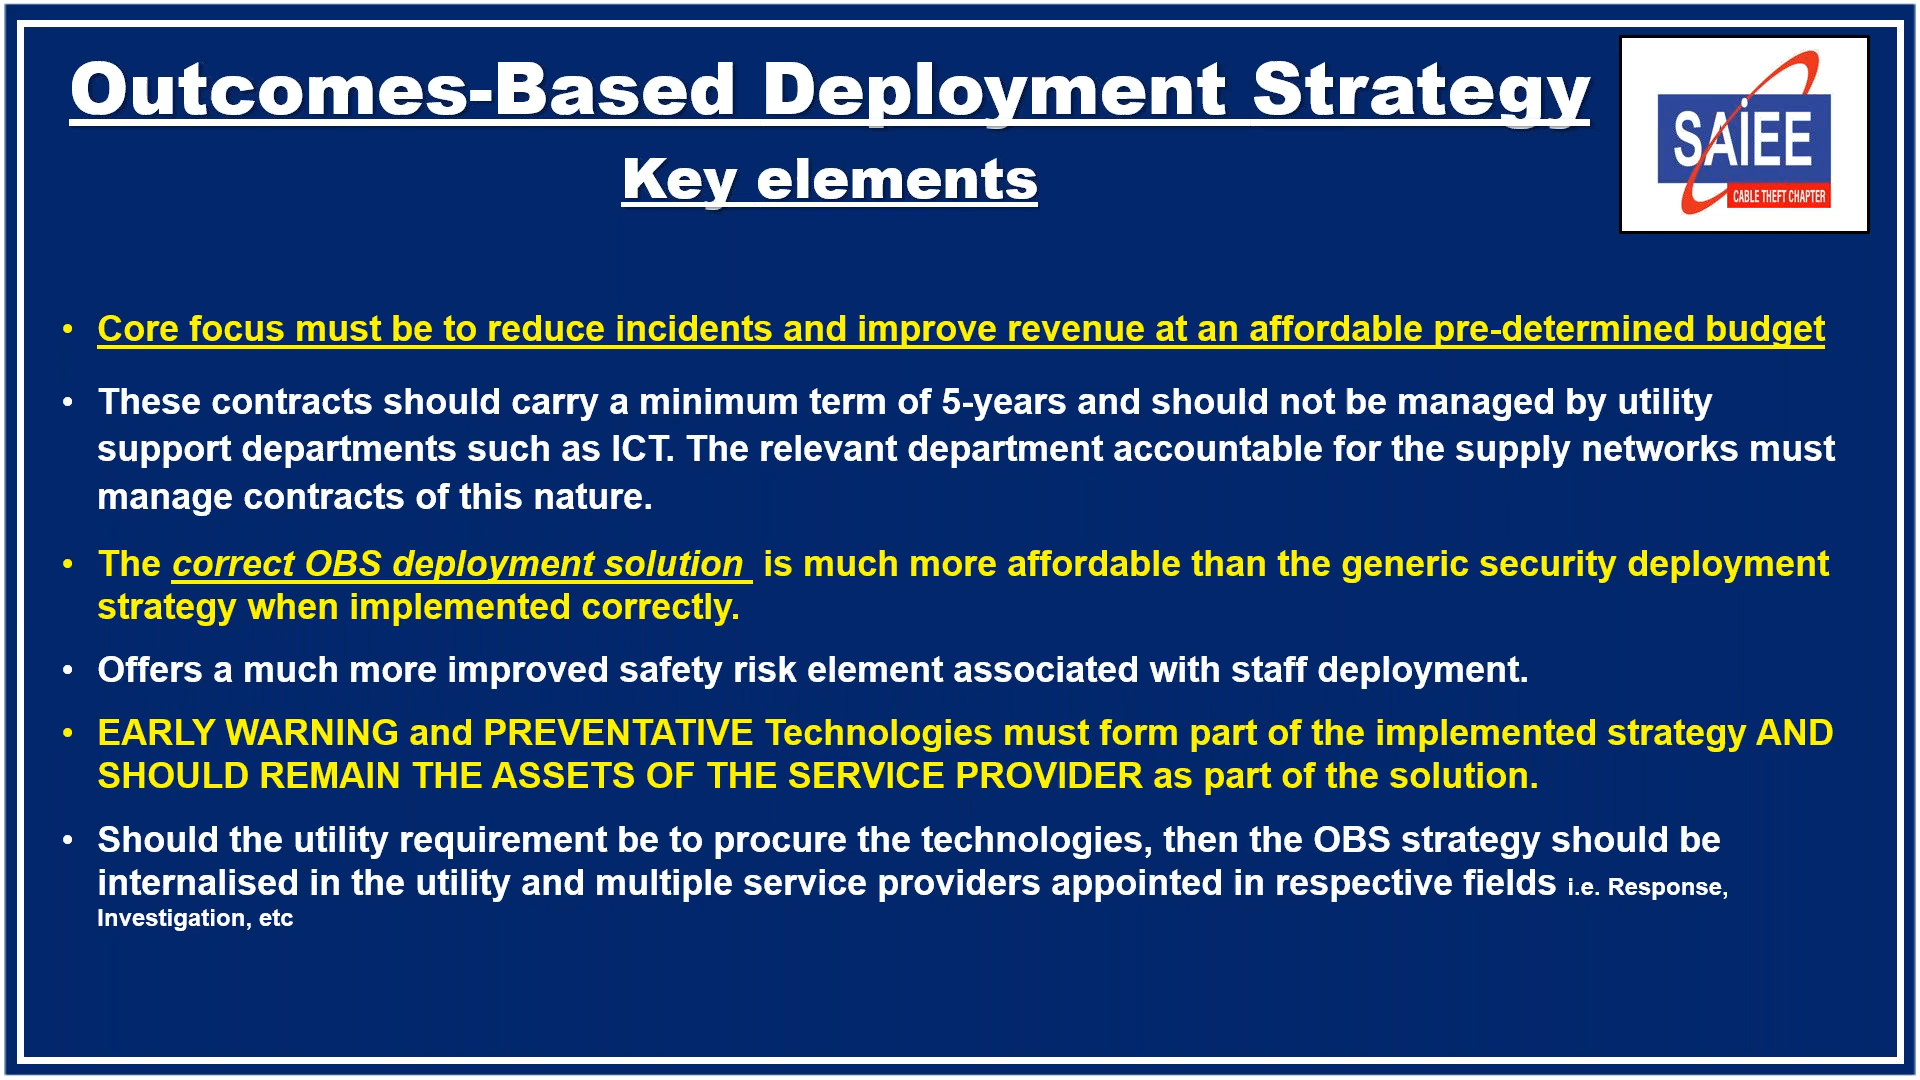 Outcomes-Based Deployment Strategy
Key elements
SAIEE
CABLE THEFT CHAPTER
• Core focus must be to reduce incidents and improve revenue at an affordable pre-determined budget
• These contracts should carry a minimum term of 5-years and should not be managed by utility
support departments such as ICT. The relevant department accountable for the supply networks must
manage contracts of this nature.
• The correct OBS deployment solution is much more affordable than the generic security deployment
strategy when implemented correctly.
• Offers a much more improved safety risk element associated with staff deployment.
• EARLY WARNING and PREVENTATIVE Technologies must form part of the implemented strategy AND
SHOULD REMAIN THE ASSETS OF THE SERVICE PROVIDER as part of the solution.
• Should the utility requirement be to procure the technologies, then the OBS strategy should be
internalised in the utility and multiple service providers appointed in respective fields i.e. Response,
Investigation, etc